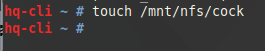 hq-cli ~ # touch /mnt/nfs/cock
hq-cli ~ #